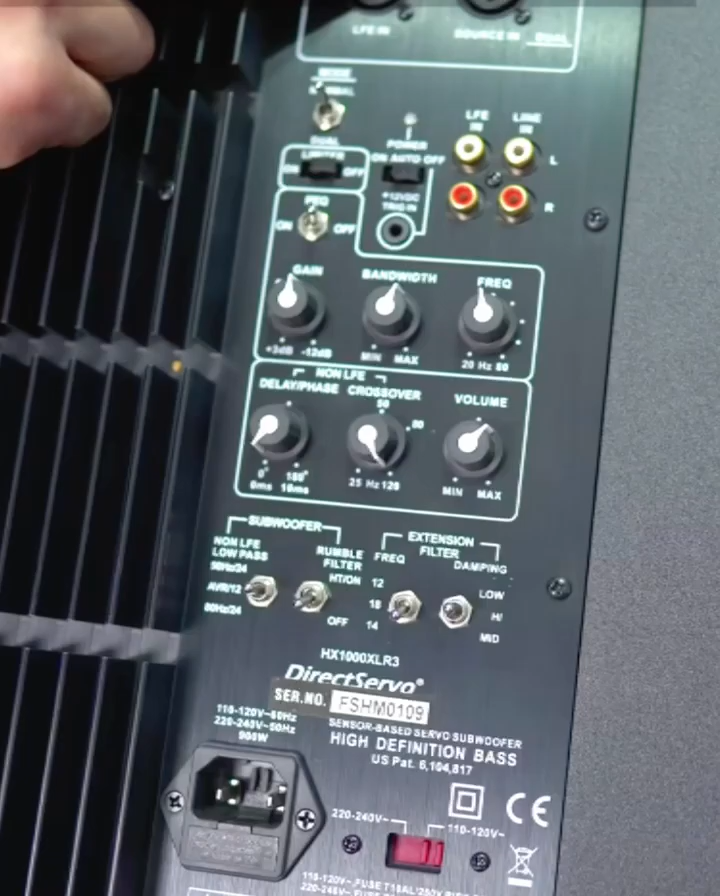 LFE IN
SOURCE IN DUAL
MODE
NORMAL
DUAL
LIMITER
ON OFF
POWER
ON AUTO OFF
+12VDC
TRIG IN
LFE IN
LINE IN
L
R
PEQ
ON OFF
GAIN
BANDWIDTH
FREQ
+3dB -12dB
MIN MAX
20 Hz 80
NON LFE
DELAY/PHASE CROSSOVER
VOLUME
50
80
0° 180°
0ms 16ms
25 Hz 120
MIN MAX
SUBWOOFER
NON LFE
LOW PASS
50Hz/24
AVR/12
80Hz/24
RUMBLE
FILTER
HT/ON
OFF
EXTENSION
FILTER
FREQ
DAMPING
12
18
14
LOW
HI
MID
HX1000XLR3
DirectServo®
SER.NO. FSHM0109
110-120V~60Hz
220-240V~50Hz
900W
SENSOR-BASED SERVO SUBWOOFER
HIGH DEFINITION BASS
US Pat. 6,104,817
CE
220-240V~
110-120V~